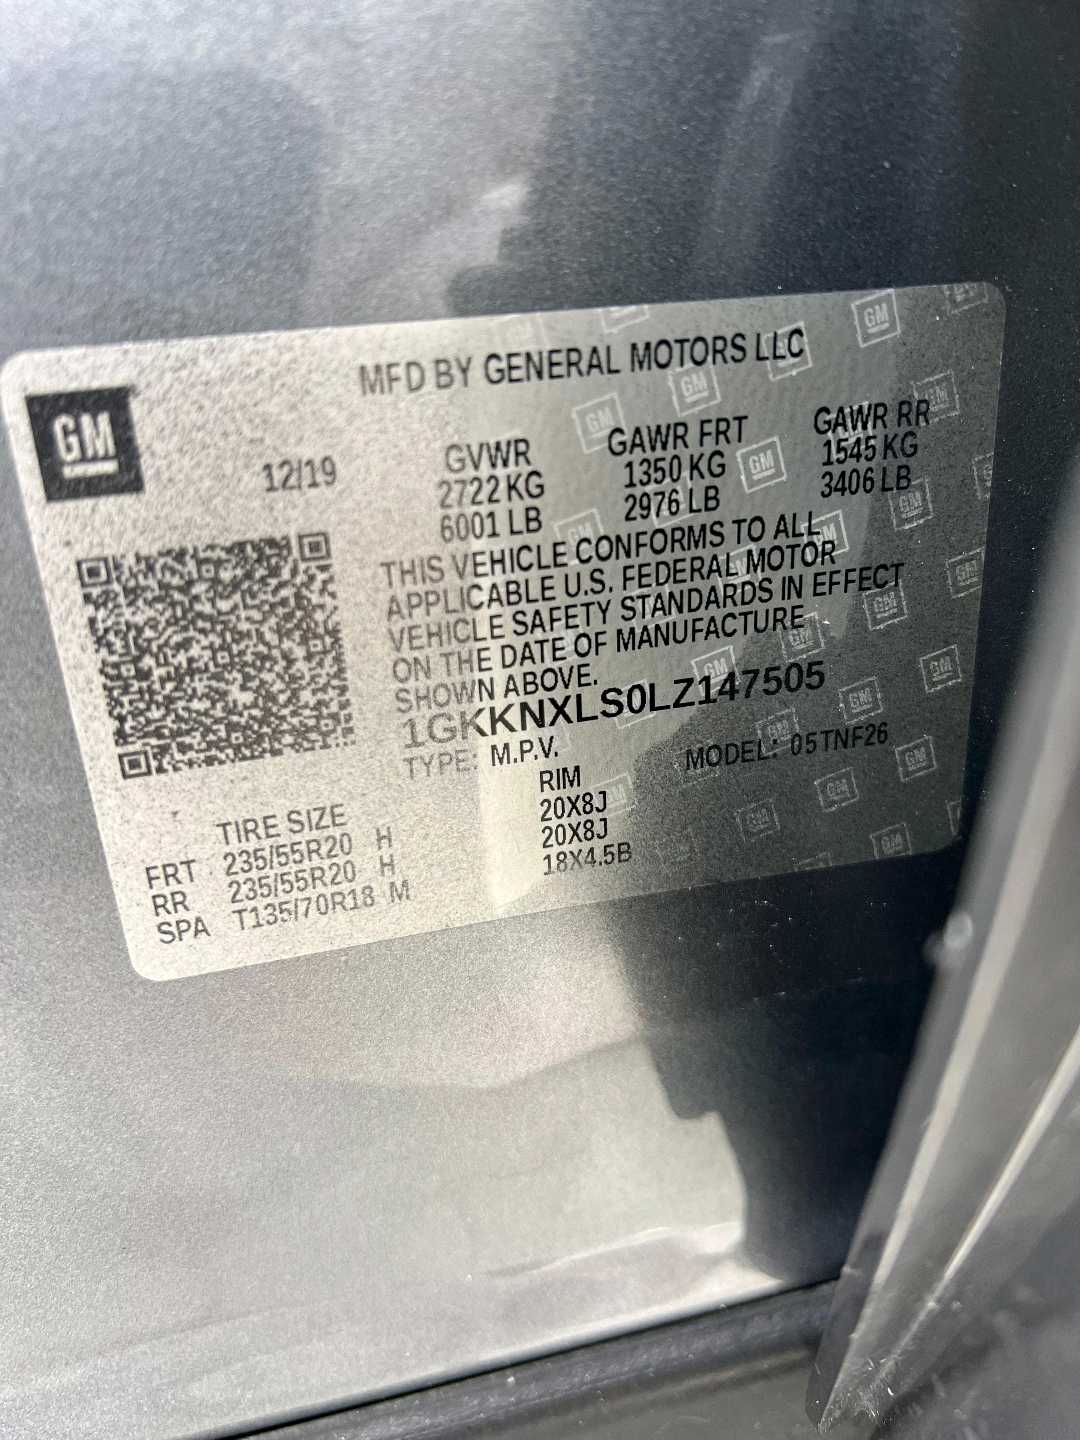 MFD BY GENERAL MOTORS LLC
GM
12/19
GVWR GAWR FRT GAWR RR
2722 KG 1350 KG 1545 KG
6001 LB 2976 LB 3406 LB
THIS VEHICLE CONFORMS TO ALL
APPLICABLE U.S. FEDERAL MOTOR
VEHICLE SAFETY STANDARDS IN EFFECT
ON THE DATE OF MANUFACTURE
SHOWN ABOVE.
1GKKNXLS0LZ147505
TYPE: M.P.V. MODEL: 05TNF26
TIRE SIZE RIM
FRT 235/55R20 H 20X8J
RR 235/55R20 H 20X8J
SPA T135/70R18 M 18X4.5B